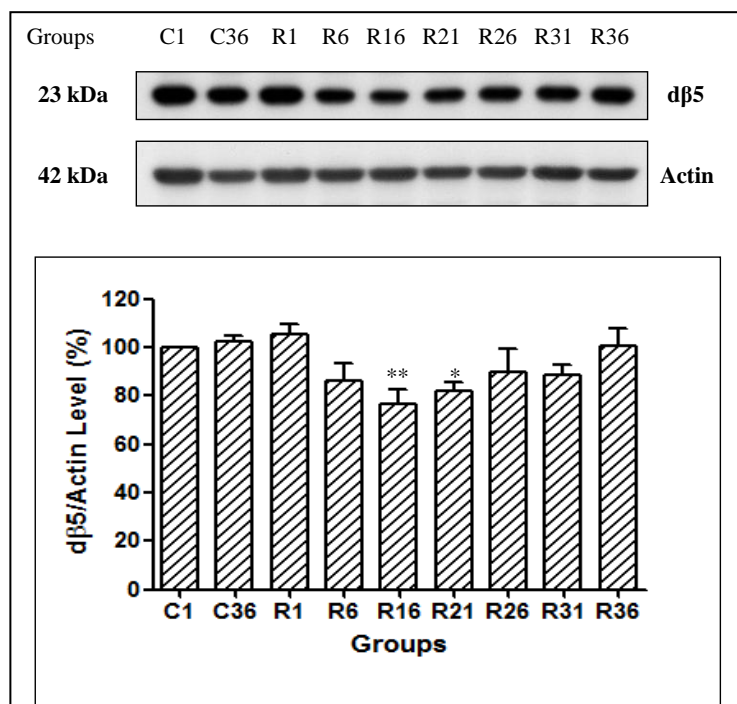 Groups C1 C36 R1 R6 R16 R21 R26 R31 R36
23 kDa dβ5
42 kDa Actin
120
100
80
60
40
20
0
dβ5/Actin Level (%)
** *
C1 C36 R1 R6 R16 R21 R26 R31 R36
Groups